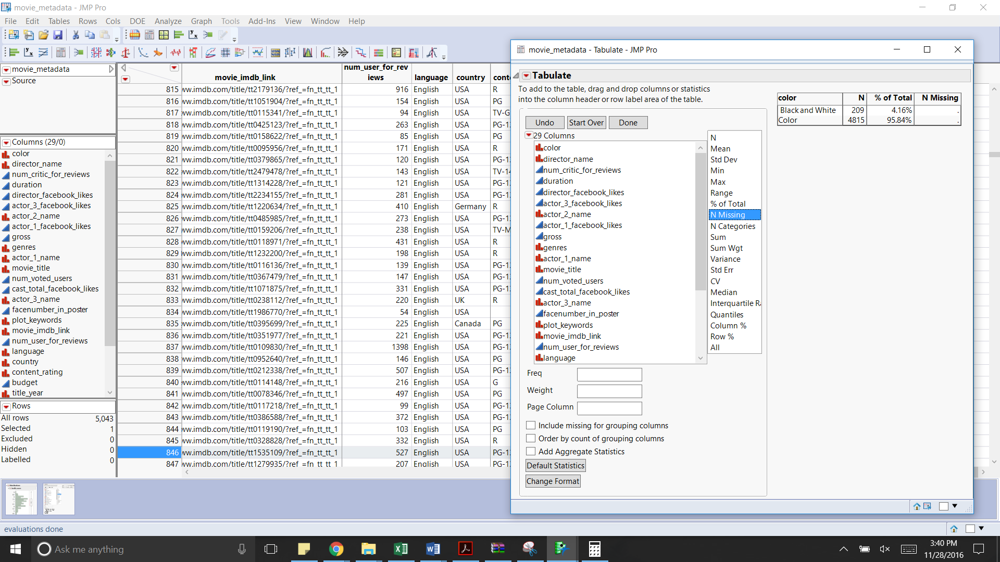 movie_metadata - JMP Pro
File Edit Tables Rows Cols DOE Analyze Graph Tools Add-Ins View Window Help
movie_metadata
Source
Columns (29/0)
color
director_name
num_critic_for_reviews
duration
director_facebook_likes
actor_3_facebook_likes
actor_2_name
actor_1_facebook_likes
gross
genres
actor_1_name
movie_title
num_voted_users
cast_total_facebook_likes
actor_3_name
facenumber_in_poster
plot_keywords
movie_imdb_link
num_user_for_reviews
language
country
content_rating
budget
title_year
Rows
All rows 5,043
Selected 1
Excluded 0
Hidden 0
Labelled 0
movie_imdb_link num_user_for_rev iews language country cont
815 ww.imdb.com/title/tt2179136/?ref_=fn_tt_tt_1 916 English USA R
816 ww.imdb.com/title/tt1051904/?ref_=fn_tt_tt_1 154 English USA PG
817 ww.imdb.com/title/tt0115341/?ref_=fn_tt_tt_1 94 English USA TV-G
818 ww.imdb.com/title/tt0425123/?ref_=fn_tt_tt_1 263 English USA PG-1
819 ww.imdb.com/title/tt0158622/?ref_=fn_tt_tt_1 85 English USA PG
820 ww.imdb.com/title/tt0095956/?ref_=fn_tt_tt_1 171 English USA R
821 ww.imdb.com/title/tt0379865/?ref_=fn_tt_tt_1 120 English USA PG-1
822 ww.imdb.com/title/tt2479478/?ref_=fn_tt_tt_1 143 English USA TV-14
823 ww.imdb.com/title/tt1314228/?ref_=fn_tt_tt_1 121 English USA PG-1
824 ww.imdb.com/title/tt2234155/?ref_=fn_tt_tt_1 281 English USA PG-1
825 ww.imdb.com/title/tt1220634/?ref_=fn_tt_tt_1 410 English Germany R
826 ww.imdb.com/title/tt0485985/?ref_=fn_tt_tt_1 273 English USA PG-1
827 ww.imdb.com/title/tt0159206/?ref_=fn_tt_tt_1 238 English USA TV-M
828 ww.imdb.com/title/tt0118971/?ref_=fn_tt_tt_1 431 English USA R
829 ww.imdb.com/title/tt1232200/?ref_=fn_tt_tt_1 198 English USA R
830 ww.imdb.com/title/tt0116136/?ref_=fn_tt_tt_1 139 English USA PG-1
831 ww.imdb.com/title/tt0367479/?ref_=fn_tt_tt_1 147 English USA PG-1
832 ww.imdb.com/title/tt1071875/?ref_=fn_tt_tt_1 331 English USA PG-1
833 ww.imdb.com/title/tt0238112/?ref_=fn_tt_tt_1 220 English UK R
834 ww.imdb.com/title/tt1986770/?ref_=fn_tt_tt_1 54 English USA
835 ww.imdb.com/title/tt0395699/?ref_=fn_tt_tt_1 225 English Canada PG
836 ww.imdb.com/title/tt0351977/?ref_=fn_tt_tt_1 221 English USA PG-1
837 ww.imdb.com/title/tt0109830/?ref_=fn_tt_tt_1 1398 English USA PG-1
838 ww.imdb.com/title/tt0952640/?ref_=fn_tt_tt_1 146 English USA PG
839 ww.imdb.com/title/tt0212338/?ref_=fn_tt_tt_1 507 English USA PG-1
840 ww.imdb.com/title/tt0114148/?ref_=fn_tt_tt_1 216 English USA G
841 ww.imdb.com/title/tt0078346/?ref_=fn_tt_tt_1 497 English USA PG
842 ww.imdb.com/title/tt0117218/?ref_=fn_tt_tt_1 99 English USA PG-1
843 ww.imdb.com/title/tt0386588/?ref_=fn_tt_tt_1 372 English USA PG-1
844 ww.imdb.com/title/tt0119190/?ref_=fn_tt_tt_1 103 English USA PG
845 ww.imdb.com/title/tt0328828/?ref_=fn_tt_tt_1 332 English USA R
846 ww.imdb.com/title/tt1535109/?ref_=fn_tt_tt_1 527 English USA PG-1
847 ww.imdb.com/title/tt1279935/?ref_=fn_tt_tt_1 207 English USA PG-1
movie_metadata - Tabulate - JMP Pro
Tabulate
To add to the table, drag and drop columns or statistics
into the column header or row label area of the table.
Undo Start Over Done
29 Columns
color
director_name
num_critic_for_reviews
duration
director_facebook_likes
actor_3_facebook_likes
actor_2_name
actor_1_facebook_likes
gross
genres
actor_1_name
movie_title
num_voted_users
cast_total_facebook_likes
actor_3_name
facenumber_in_poster
plot_keywords
movie_imdb_link
num_user_for_reviews
language
N
Mean
Std Dev
Min
Max
Range
% of Total
N Missing
N Categories
Sum
Sum Wgt
Variance
Std Err
CV
Median
Interquartile Ra
Quantiles
Column %
Row %
All
Freq
Weight
Page Column
Include missing for grouping columns
Order by count of grouping columns
Add Aggregate Statistics
Default Statistics
Change Format
color N % of Total N Missing
Black and White 209 4.16% .
Color 4815 95.84% .
evaluations done
Ask me anything
3:40 PM
11/28/2016